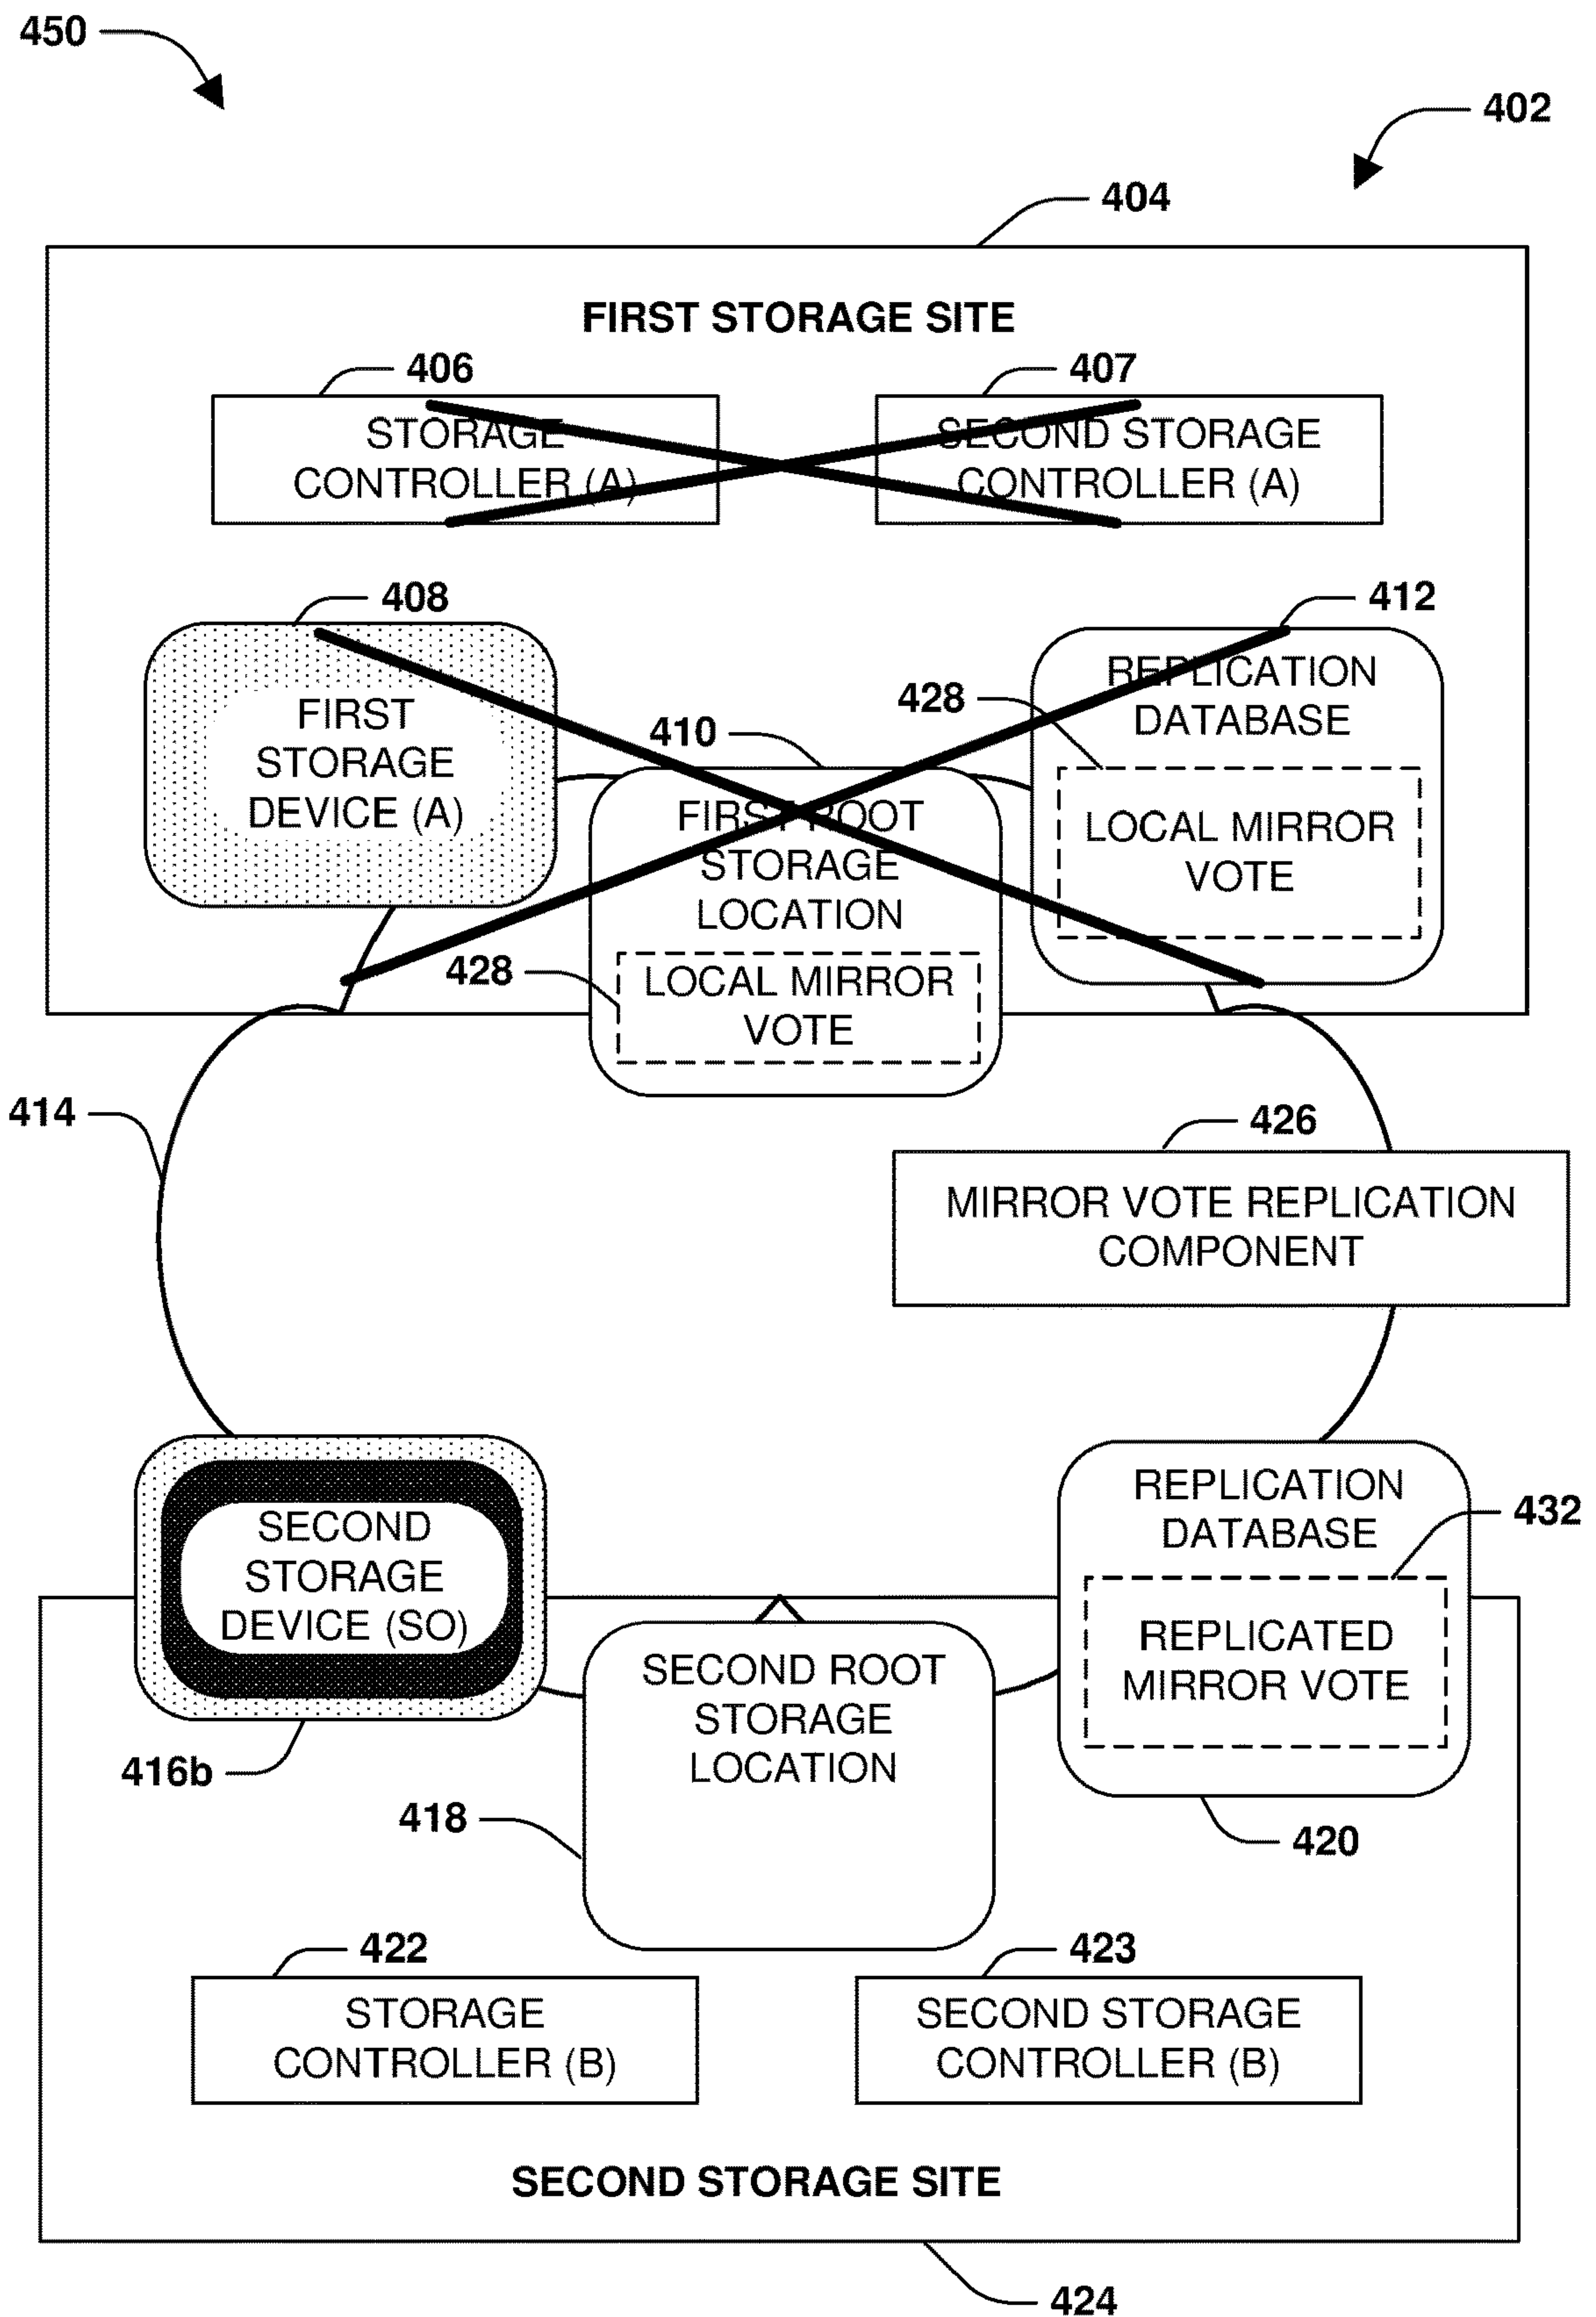 450
402
404
FIRST STORAGE SITE
406
407
STORAGE
CONTROLLER (A)
SECOND STORAGE
CONTROLLER (A)
408
412
FIRST
STORAGE
DEVICE (A)
410
428
REPLICATION
DATABASE
LOCAL MIRROR
VOTE
FIRST ROOT
STORAGE
LOCATION
428
LOCAL MIRROR
VOTE
414
426
MIRROR VOTE REPLICATION
COMPONENT
SECOND
STORAGE
DEVICE (SO)
416b
REPLICATION
DATABASE
432
REPLICATED
MIRROR VOTE
SECOND ROOT
STORAGE
LOCATION
418
420
422
423
STORAGE
CONTROLLER (B)
SECOND STORAGE
CONTROLLER (B)
SECOND STORAGE SITE
424